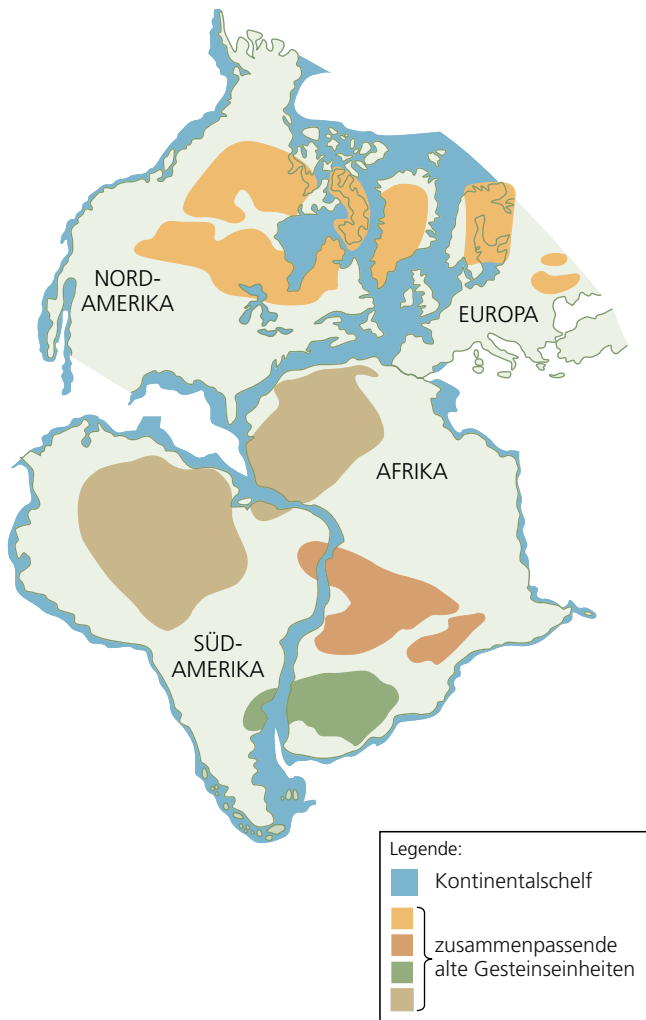 NORD-
AMERIKA
EUROPA
AFRIKA
SÜD-
AMERIKA
Legende:
Kontinentalschelf
zusammenpassende
alte Gesteinseinheiten